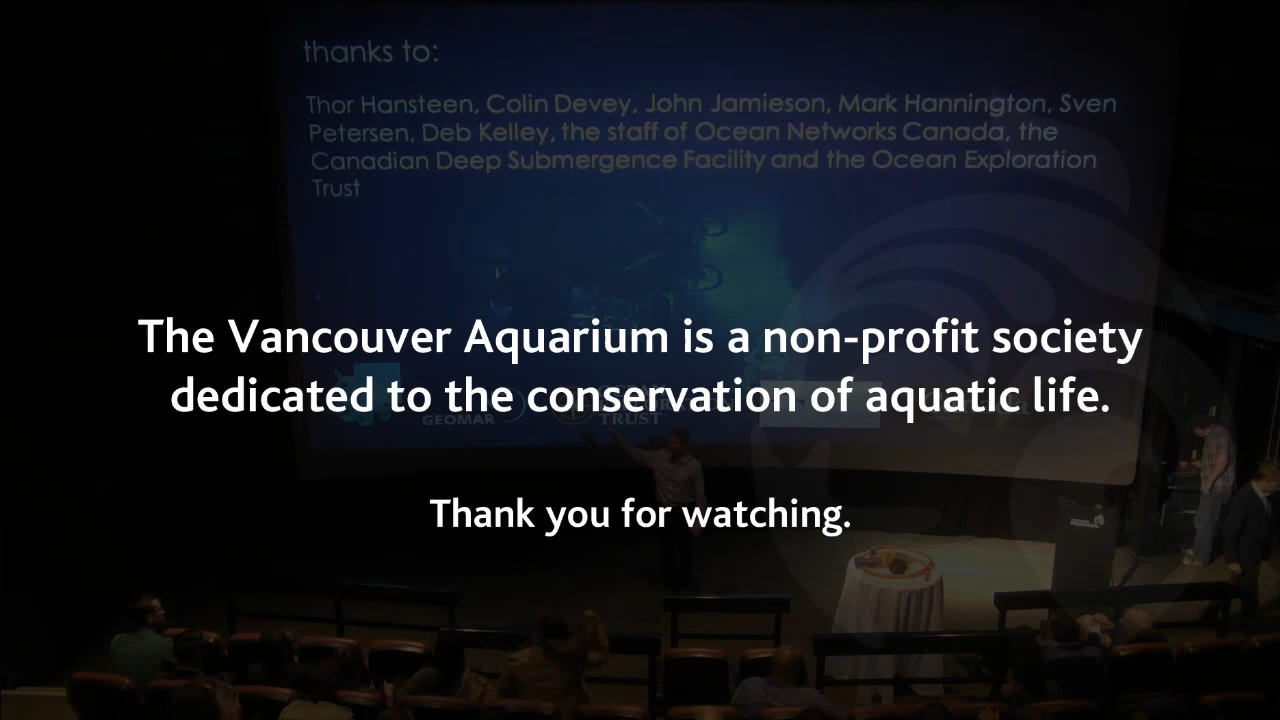 thanks to:
Thor Hansteen, Colin Devey, John Jamieson, Mark Hannington, Sven
Petersen, Deb Kelley, the staff of Ocean Networks Canada, the
Canadian Deep Submergence Facility and the Ocean Exploration
Trust
The Vancouver Aquarium is a non-profit society
dedicated to the conservation of aquatic life.
GEOMAR
TRUST
Thank you for watching.